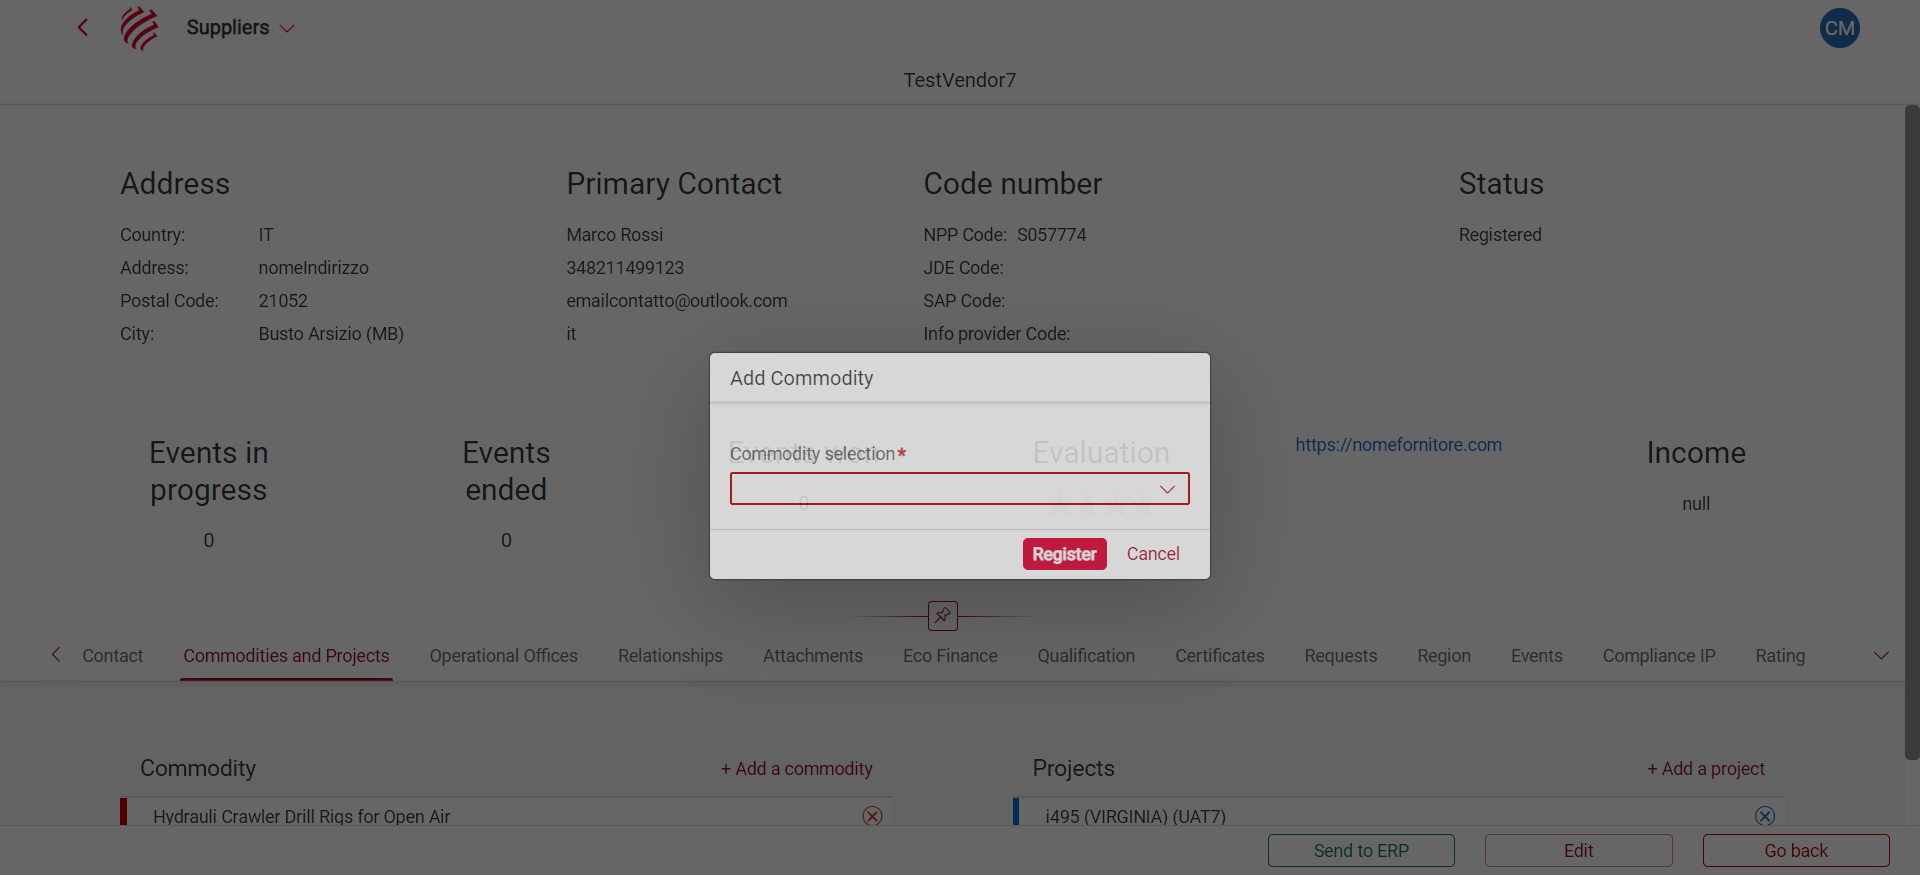 Suppliers
CM
TestVendor7
Address
Country: IT
Address: nomeIndirizzo
Postal Code: 21052
City: Busto Arsizio (MB)
Primary Contact
Marco Rossi
348211499123
emailcontatto@outlook.com
it
Code number
NPP Code: S057774
JDE Code:
SAP Code:
Info provider Code:
Status
Registered
Add Commodity
Commodity selection*
Register Cancel
Events in
progress
0
Events
ended
0
Events won
0
Evaluation
https://nomefornitore.com
Income
null
Contact Commodities and Projects Operational Offices Relationships Attachments Eco Finance Qualification Certificates Requests Region Events Compliance IP Rating
Commodity + Add a commodity
Hydrauli Crawler Drill Rigs for Open Air
Projects + Add a project
i495 (VIRGINIA) (UAT7)
Send to ERP Edit Go back